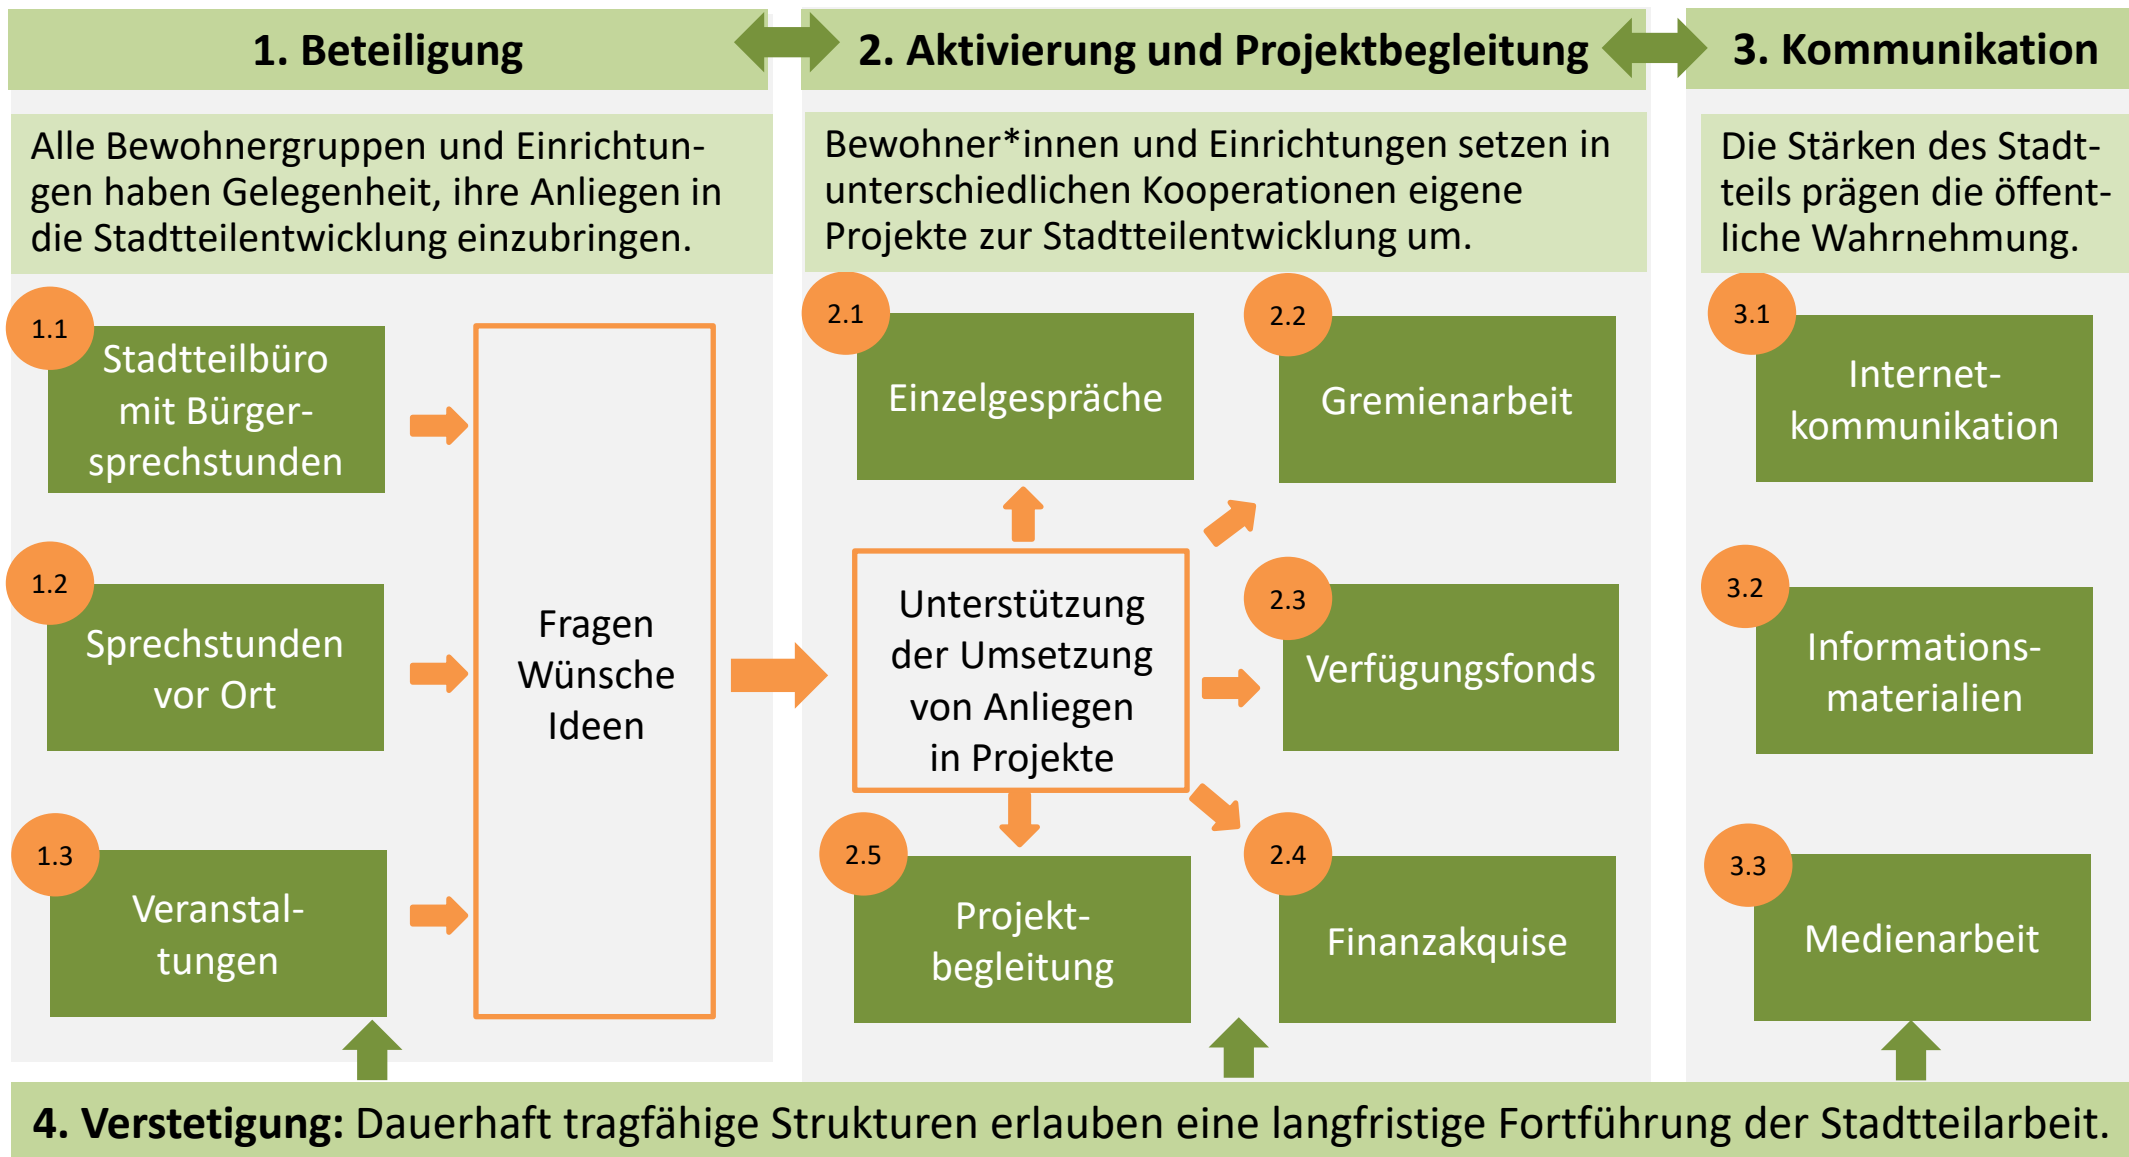 1. Beteiligung
Alle Bewohnergruppen und Einrichtun-
gen haben Gelegenheit, ihre Anliegen in
die Stadtteilentwicklung einzubringen.
1.1
Stadtteilbüro
mit Bürger-
sprechstunden
1.2
Sprechstunden
vor Ort
1.3
Veranstal-
tungen
Fragen
Wünsche
Ideen
2. Aktivierung und Projektbegleitung
Bewohner*innen und Einrichtungen setzen in
unterschiedlichen Kooperationen eigene
Projekte zur Stadtteilentwicklung um.
2.1
Einzelgespräche
2.2
Gremienarbeit
Unterstützung
der Umsetzung
von Anliegen
in Projekte
2.3
Verfügungsfonds
2.5
Projekt-
begleitung
2.4
Finanzakquise
3. Kommunikation
Die Stärken des Stadt-
teils prägen die öffent-
liche Wahrnehmung.
3.1
Internet-
kommunikation
3.2
Informations-
materialien
3.3
Medienarbeit
4. Verstetigung: Dauerhaft tragfähige Strukturen erlauben eine langfristige Fortführung der Stadtteilarbeit.